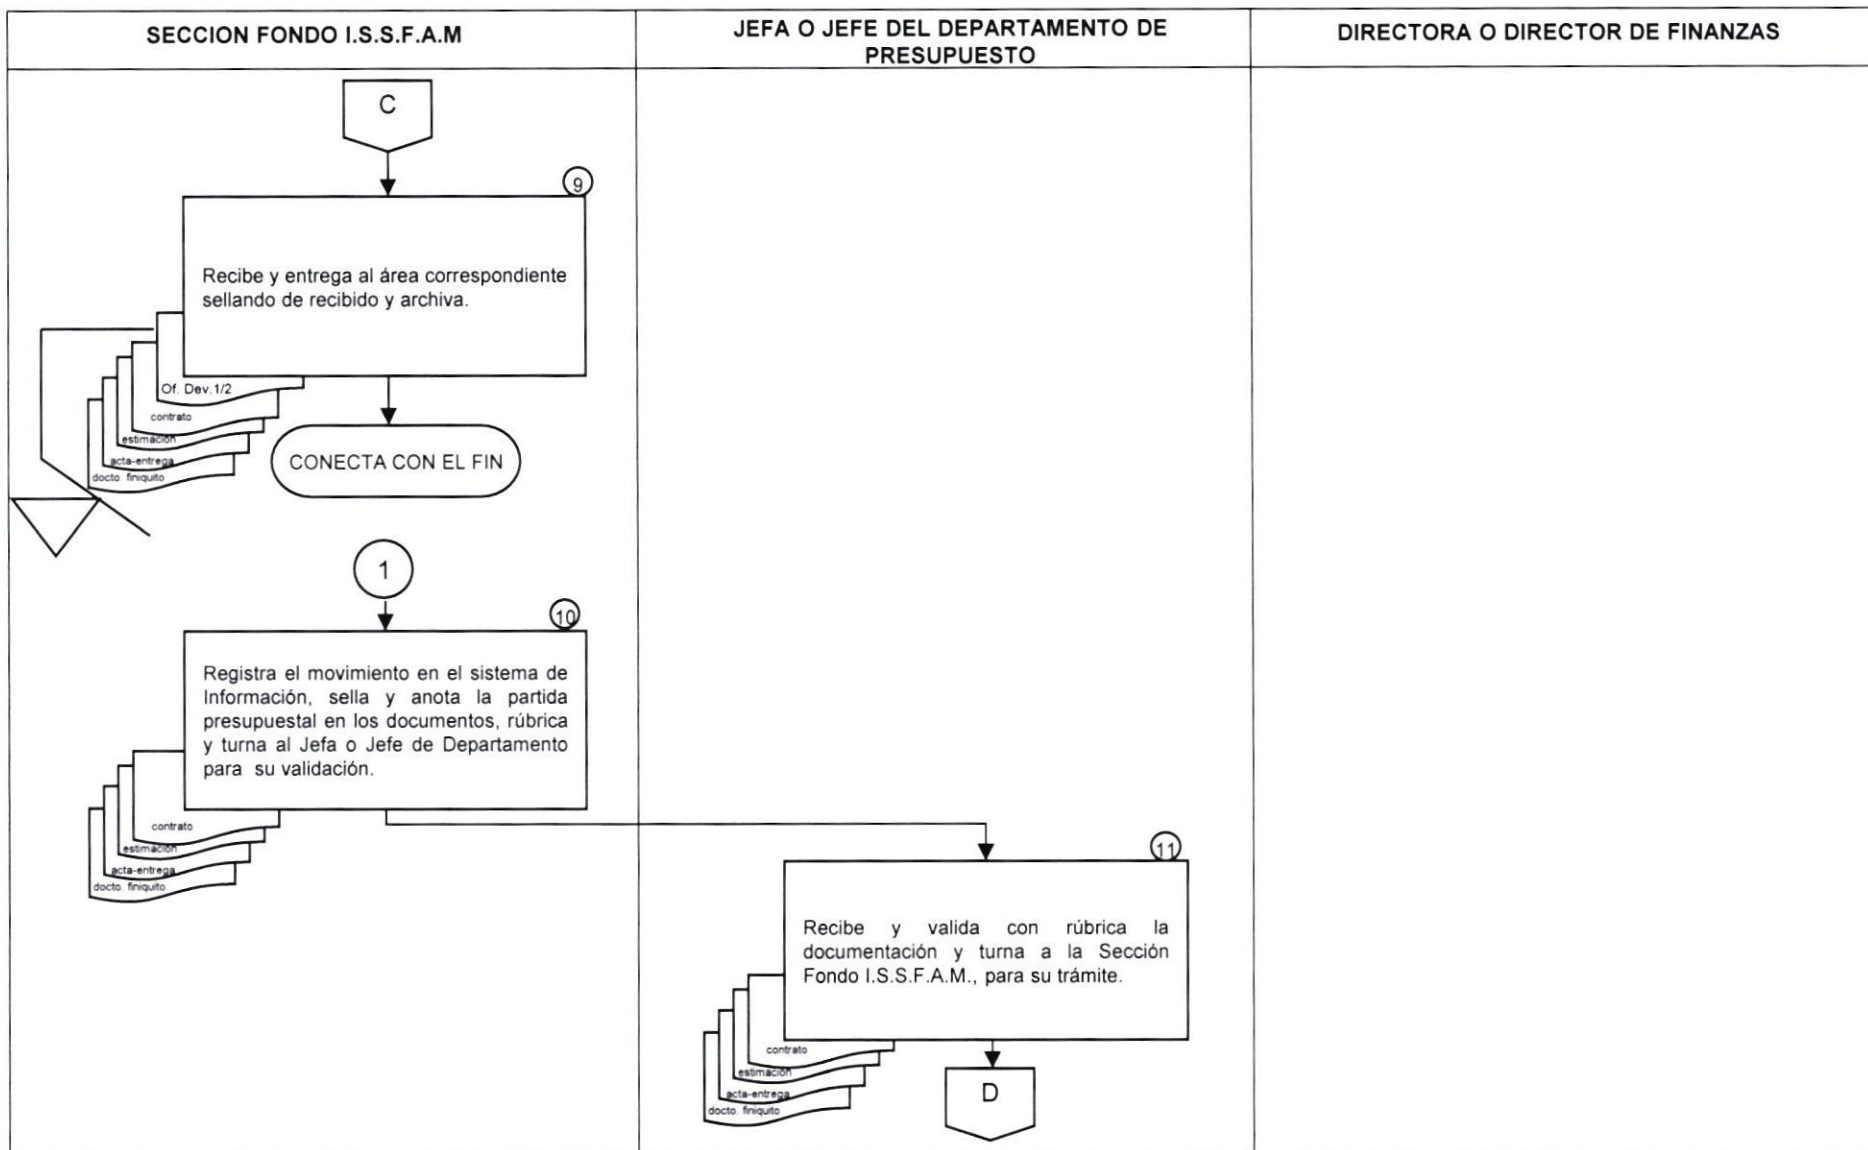 SECCION FONDO I.S.S.F.A.M
JEFA O JEFE DEL DEPARTAMENTO DE
PRESUPUESTO
DIRECTORA O DIRECTOR DE FINANZAS
C
9
Recibe y entrega al área correspondiente
sellando de recibido y archiva.
Of. Dev.1/2
contrato
estimación
acta-entrega
docto. finiquito
CONECTA CON EL FIN
1
10
Registra el movimiento en el sistema de
Información, sella y anota la partida
presupuestal en los documentos, rúbrica
y turna al Jefa o Jefe de Departamento
para su validación.
contrato
estimación
acta-entrega
docto. finiquito
11
Recibe y valida con rúbrica la
documentación y turna a la Sección
Fondo I.S.S.F.A.M., para su trámite.
contrato
estimación
acta-entrega
docto. finiquito
D